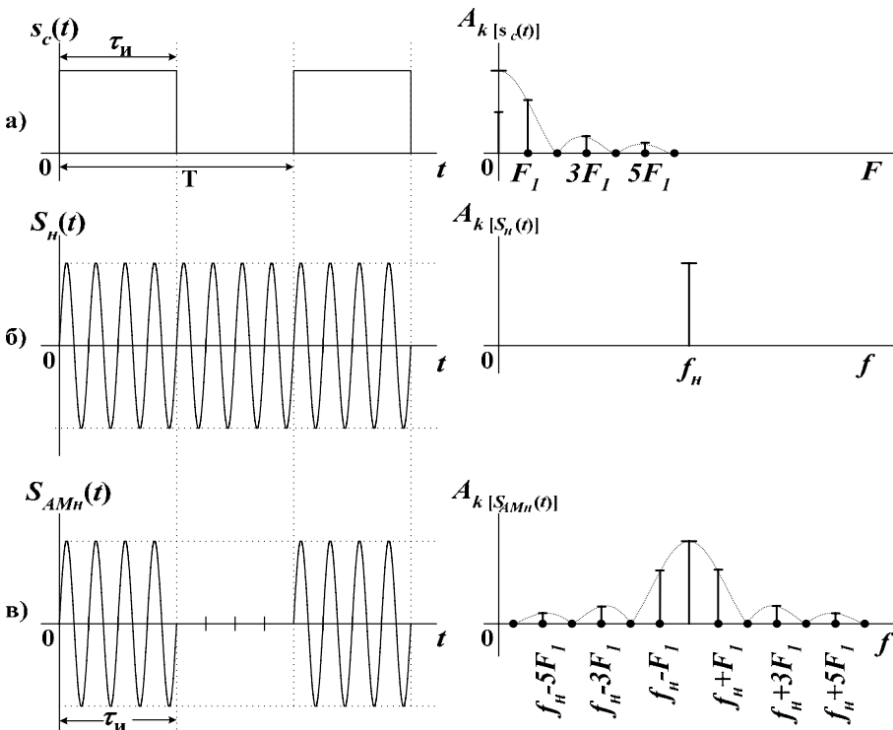 s_c(t)
τ_и
A_k [s_c(t)]
а)
0
T
t
0
F_1
3F_1
5F_1
F
S_н(t)
A_k [S_н(t)]
б)
0
t
0
f_н
f
S_АМн(t)
A_k [S_АМн(t)]
в)
0
t
τ_и
0
f_н-5F_1
f_н-3F_1
f_н-F_1
f_н+F_1
f_н+3F_1
f_н+5F_1
f